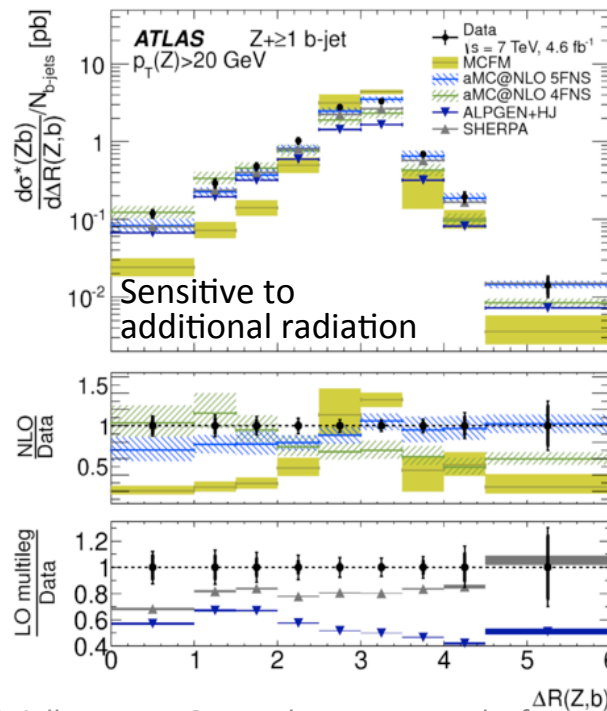 ATLAS Z+≥1 b-jet
p_T(Z)>20 GeV
Data
√s = 7 TeV, 4.6 fb⁻¹
MCFM
aMC@NLO 5FNS
aMC@NLO 4FNS
ALPGEN+HJ
SHERPA
dσ*(Zb)/dΔR(Z,b) /N_b-jets [pb]
10
1
10⁻¹
10⁻²
Sensitive to
additional radiation
NLO/Data
1.5
1
0.5
LO multileg/Data
1.2
1
0.8
0.6
0.4
0 1 2 3 4 5 6
ΔR(Z,b)